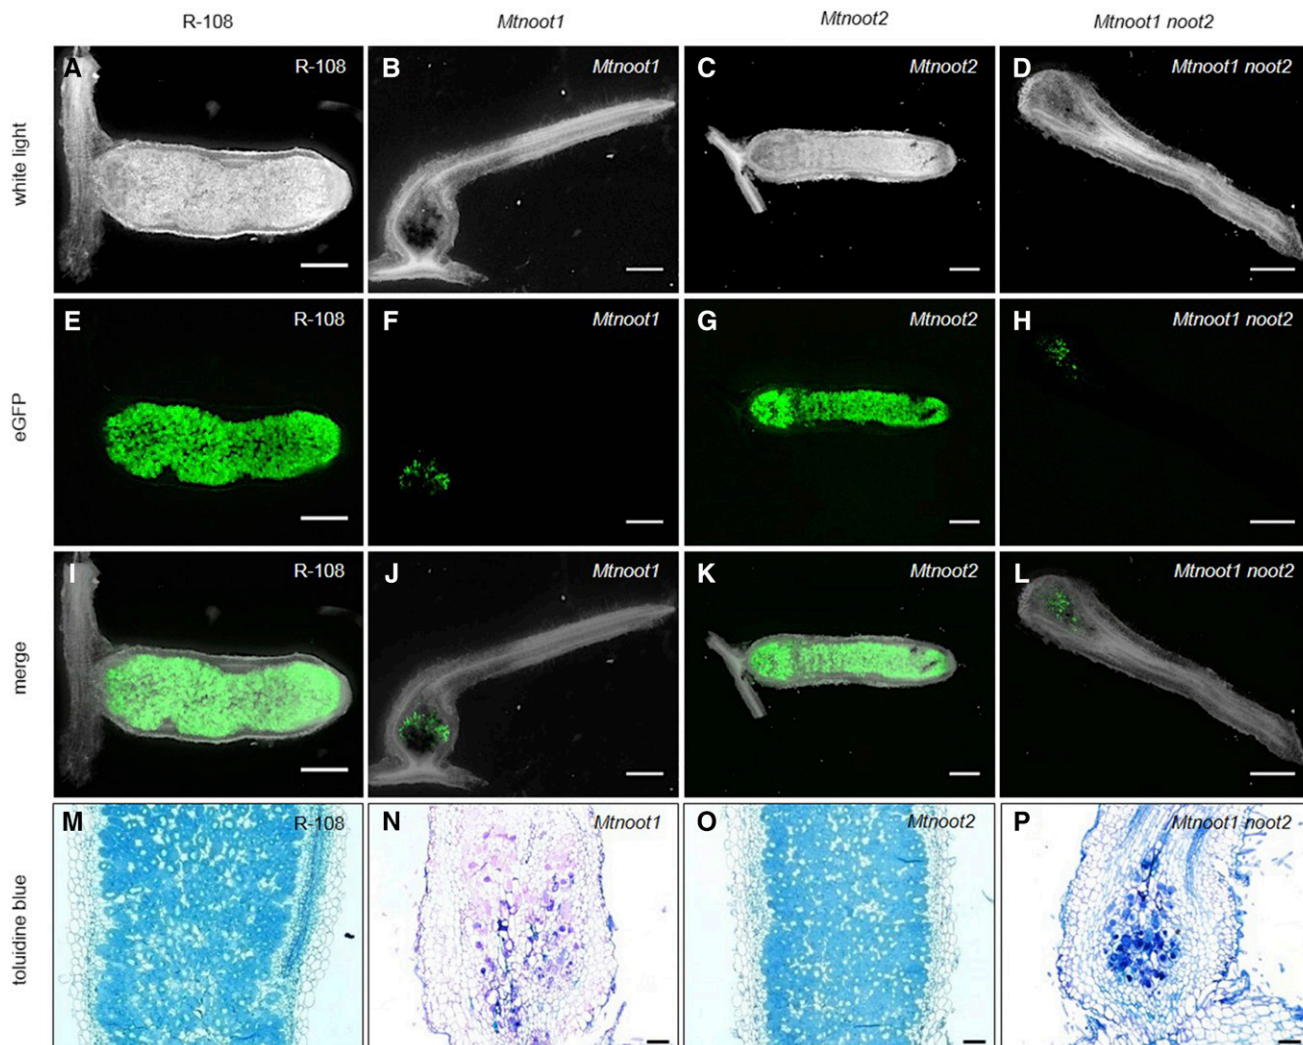 R-108 Mtnoot1 Mtnoot2 Mtnoot1 noot2
white light
A R-108
B Mtnoot1
C Mtnoot2
D Mtnoot1 noot2
eGFP
E R-108
F Mtnoot1
G Mtnoot2
H Mtnoot1 noot2
merge
I R-108
J Mtnoot1
K Mtnoot2
L Mtnoot1 noot2
toluidine blue
M R-108
N Mtnoot1
O Mtnoot2
P Mtnoot1 noot2